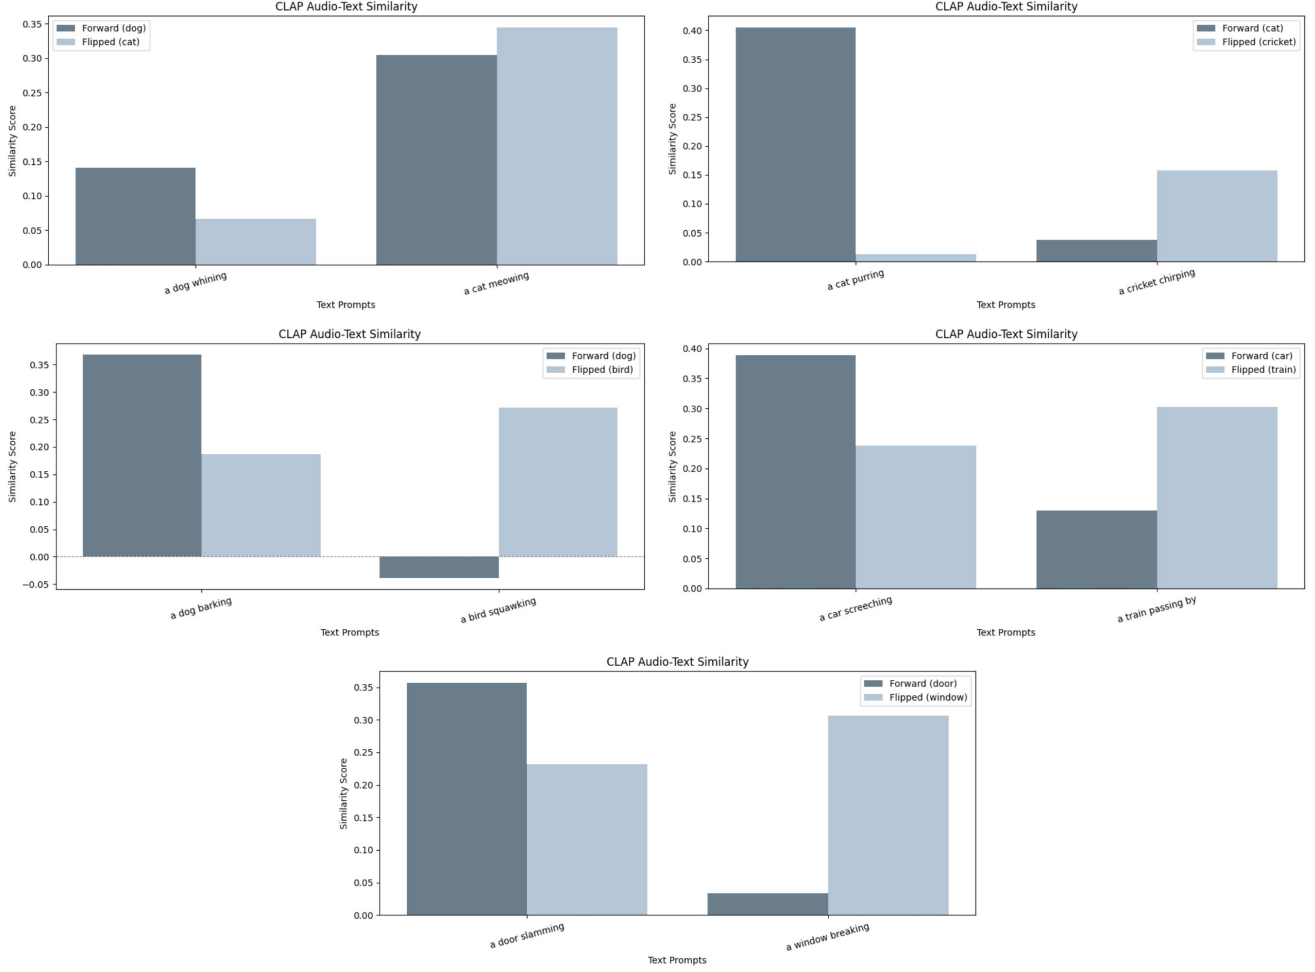 CLAP Audio-Text Similarity
Forward (dog)
Flipped (cat)
Similarity Score
0.35
0.30
0.25
0.20
0.15
0.10
0.05
0.00
a dog whining
a cat meowing
Text Prompts
CLAP Audio-Text Similarity
Forward (cat)
Flipped (cricket)
Similarity Score
0.40
0.35
0.30
0.25
0.20
0.15
0.10
0.05
0.00
a cat purring
a cricket chirping
Text Prompts
CLAP Audio-Text Similarity
Forward (dog)
Flipped (bird)
Similarity Score
0.35
0.30
0.25
0.20
0.15
0.10
0.05
0.00
−0.05
a dog barking
a bird squawking
Text Prompts
CLAP Audio-Text Similarity
Forward (car)
Flipped (train)
Similarity Score
0.40
0.35
0.30
0.25
0.20
0.15
0.10
0.05
0.00
a car screeching
a train passing by
Text Prompts
CLAP Audio-Text Similarity
Forward (door)
Flipped (window)
Similarity Score
0.35
0.30
0.25
0.20
0.15
0.10
0.05
0.00
a door slamming
a window breaking
Text Prompts